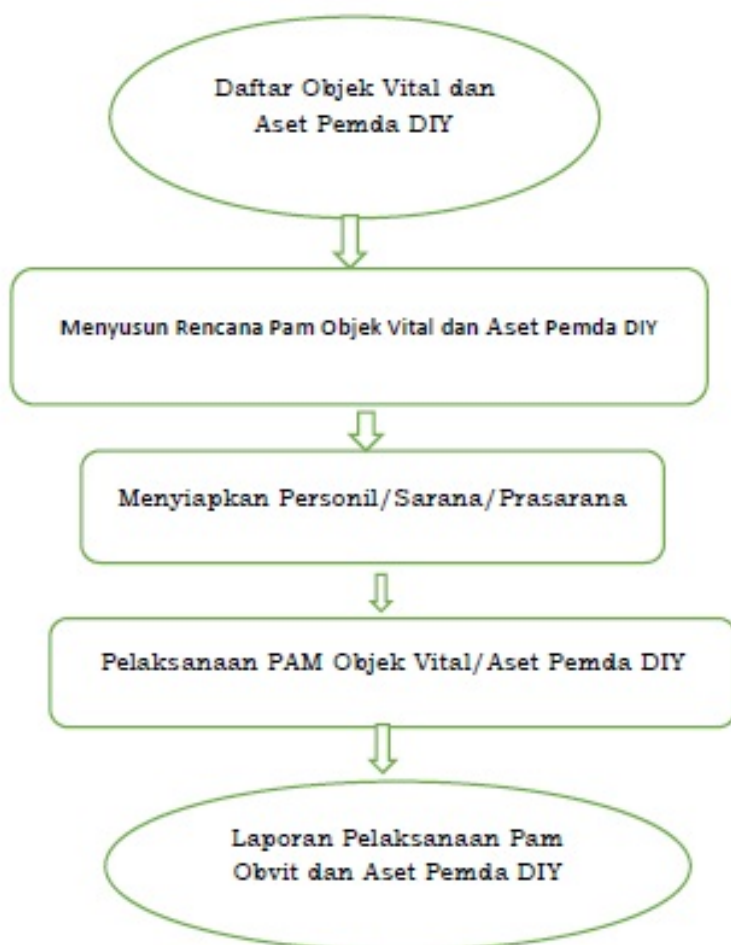 Daftar Objek Vital dan
Aset Pemda DIY
Menyusun Rencana Pam Objek Vital dan Aset Pemda DIY
Menyiapkan Personil/Sarana/Prasarana
Pelaksanaan PAM Objek Vital/Aset Pemda DIY
Laporan Pelaksanaan Pam
Obvit dan Aset Pemda DIY